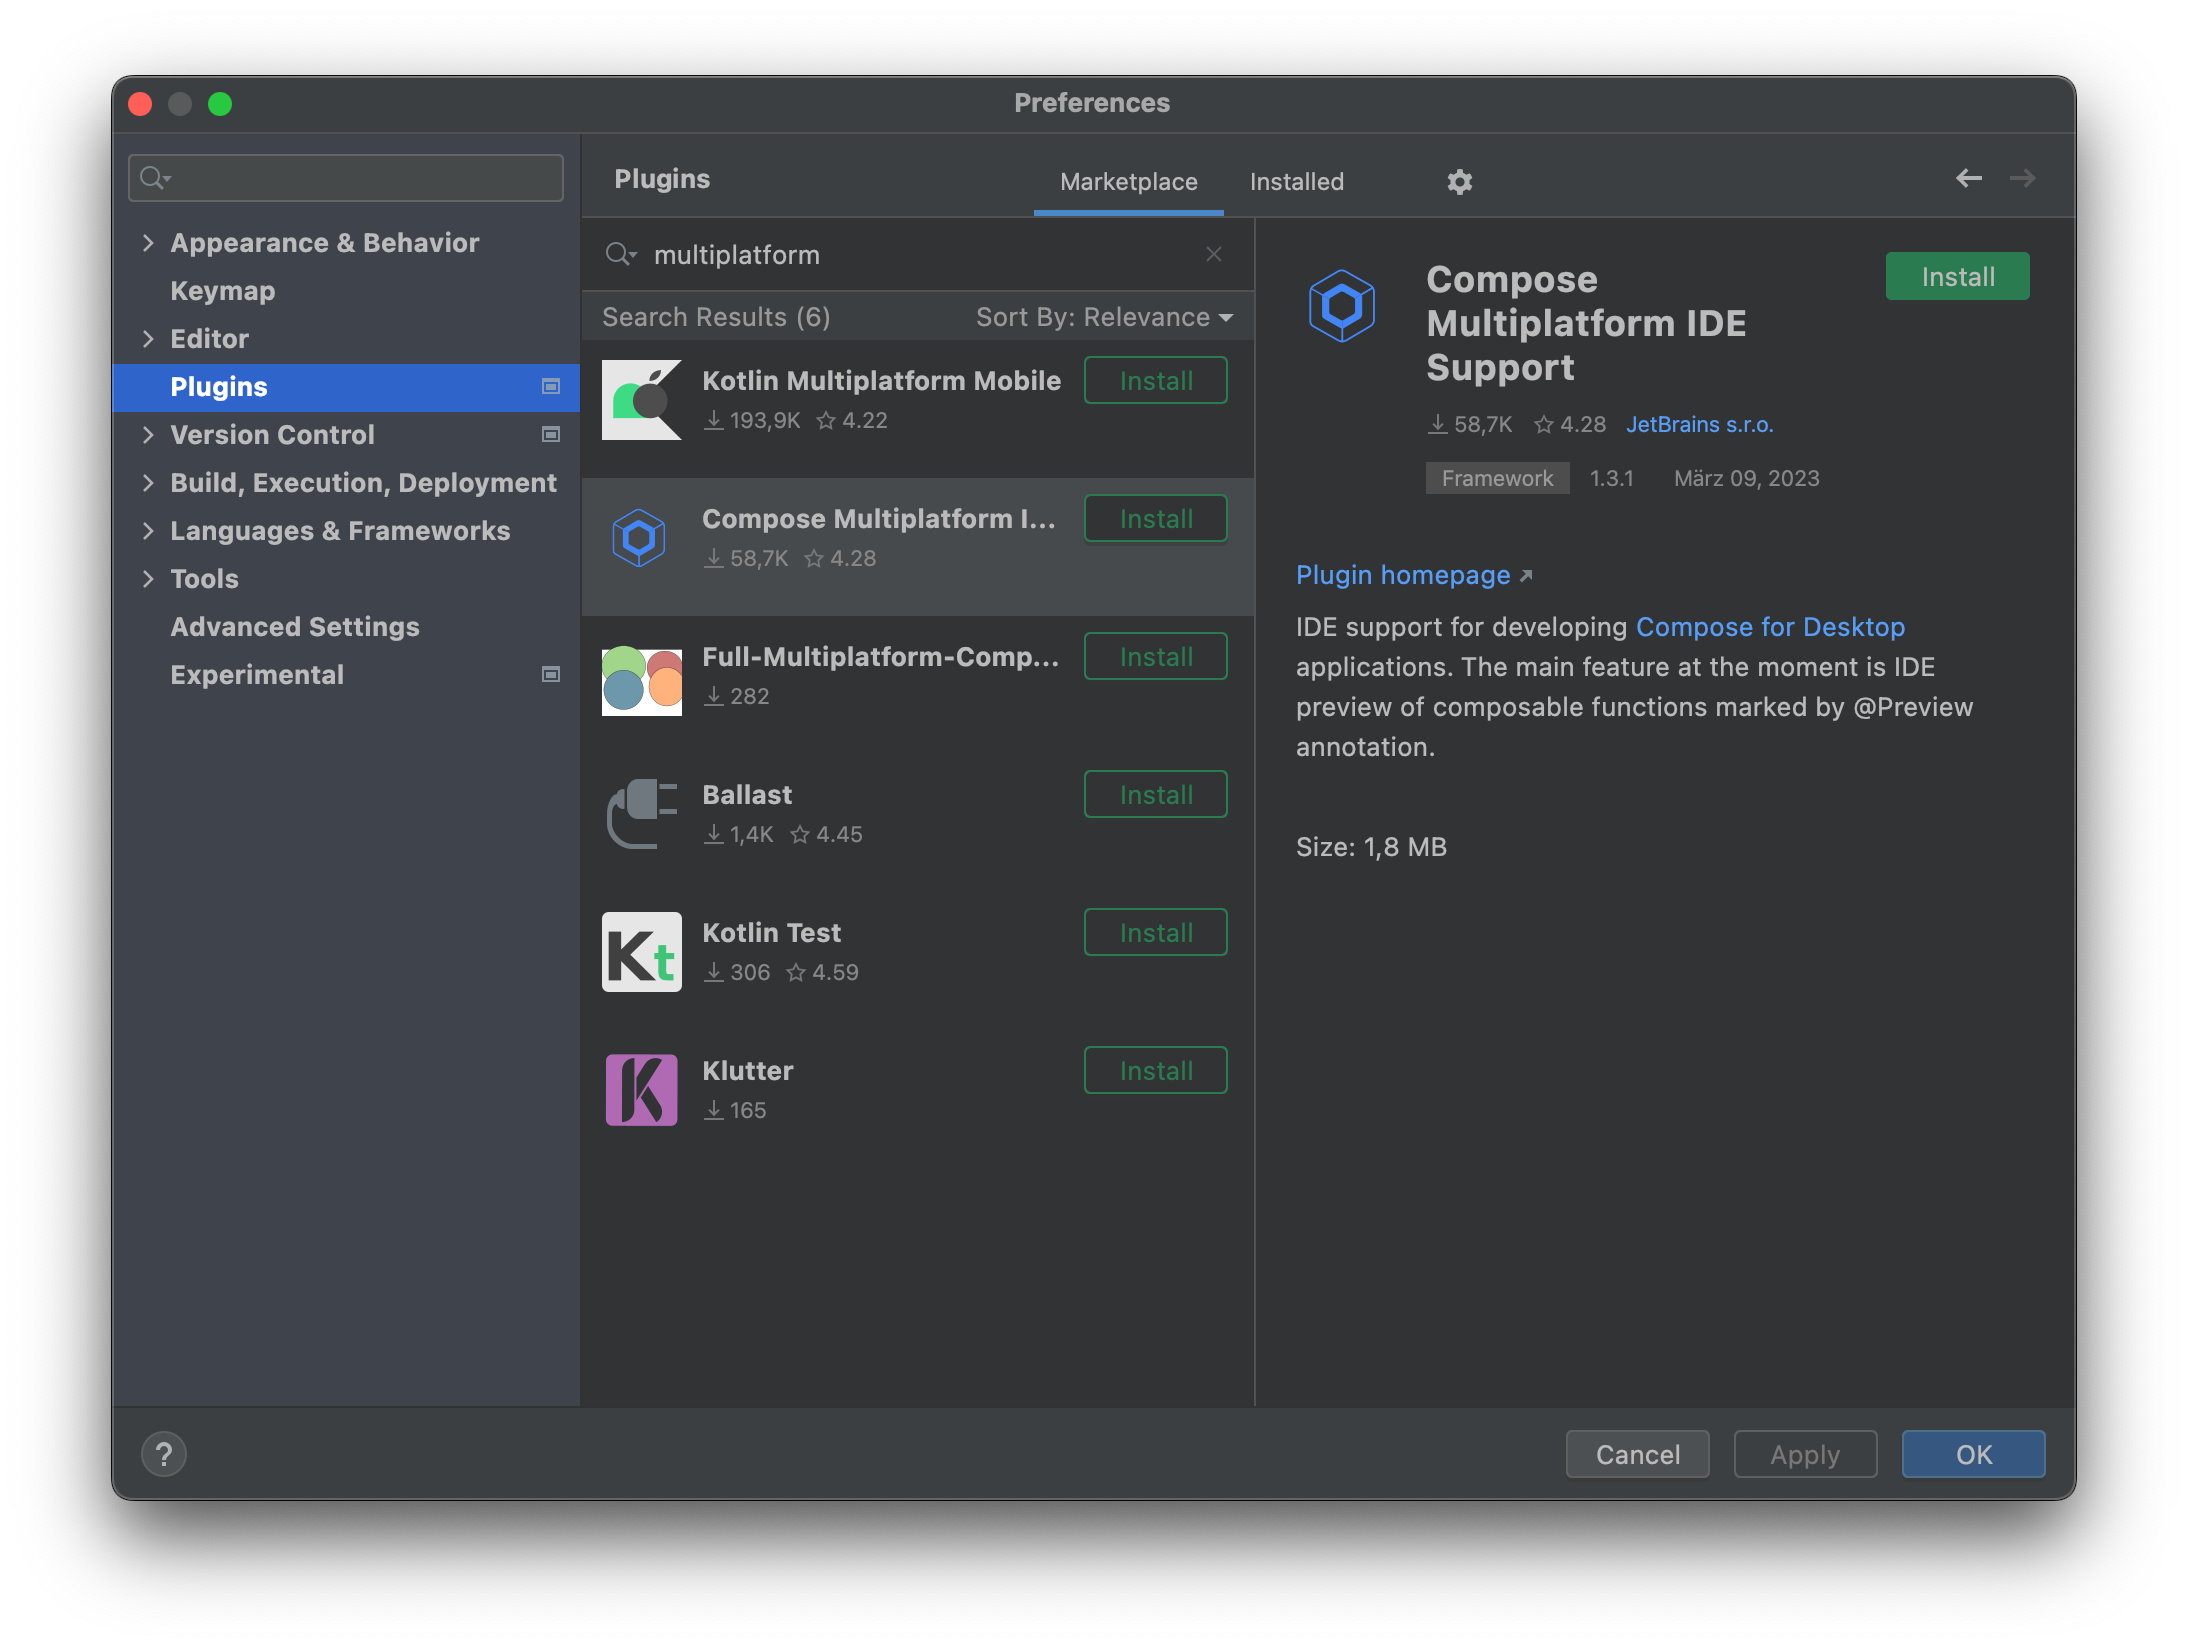 Preferences
Appearance & Behavior
Keymap
Editor
Plugins
Version Control
Build, Execution, Deployment
Languages & Frameworks
Tools
Advanced Settings
Experimental
Plugins
Marketplace
Installed
multiplatform
Search Results (6)
Sort By: Relevance
Kotlin Multiplatform Mobile
Install
193,9K 4.22
Compose Multiplatform I...
Install
58,7K 4.28
Full-Multiplatform-Comp...
Install
282
Ballast
Install
1,4K 4.45
Kt
Kotlin Test
Install
306 4.59
K
Klutter
Install
165
Compose
Multiplatform IDE
Support
Install
58,7K 4.28 JetBrains s.r.o.
Framework 1.3.1 März 09, 2023
Plugin homepage
IDE support for developing Compose for Desktop
applications. The main feature at the moment is IDE
preview of composable functions marked by @Preview
annotation.
Size: 1,8 MB
?
Cancel
Apply
OK